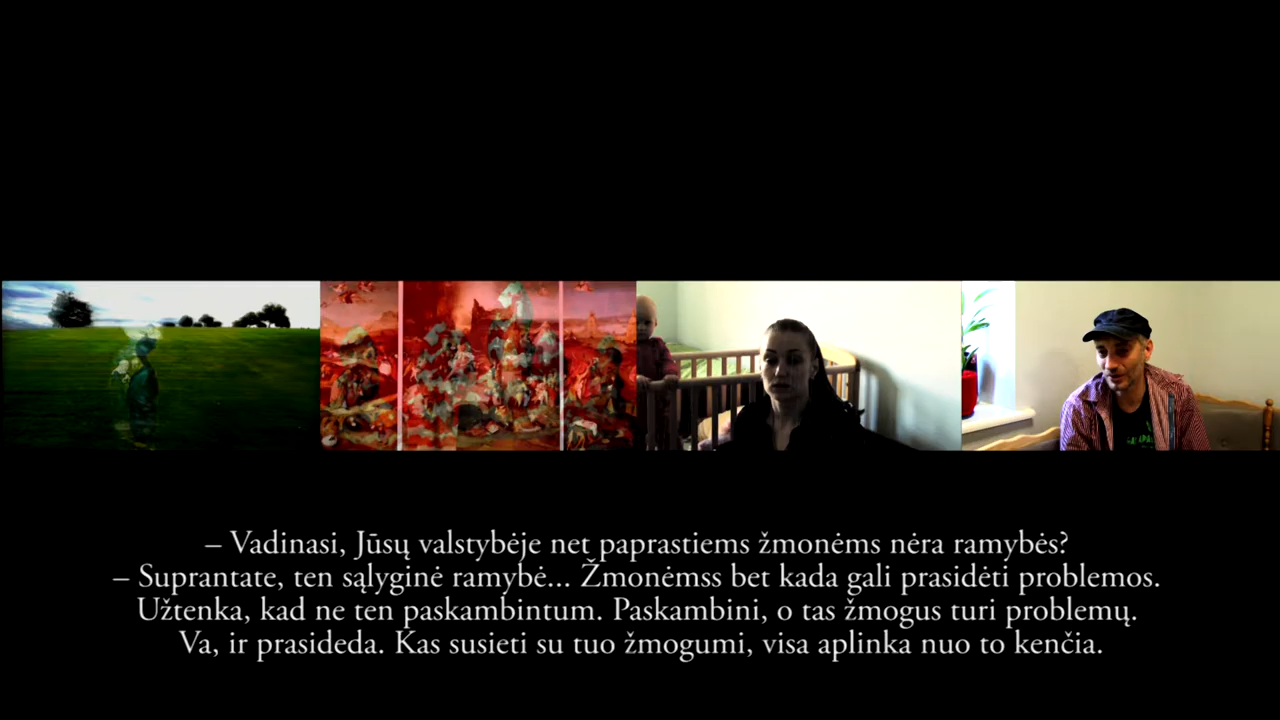 – Vadinasi, Jūsų valstybėje net paprastiems žmonėms nėra ramybės?
– Suprantate, ten sąlyginė ramybė... Žmonėmss bet kada gali prasidėti problemos.
Užtenka, kad ne ten paskambintum. Paskambini, o tas žmogus turi problemų.
Va, ir prasideda. Kas susieti su tuo žmogumi, visa aplinka nuo to kenčia.